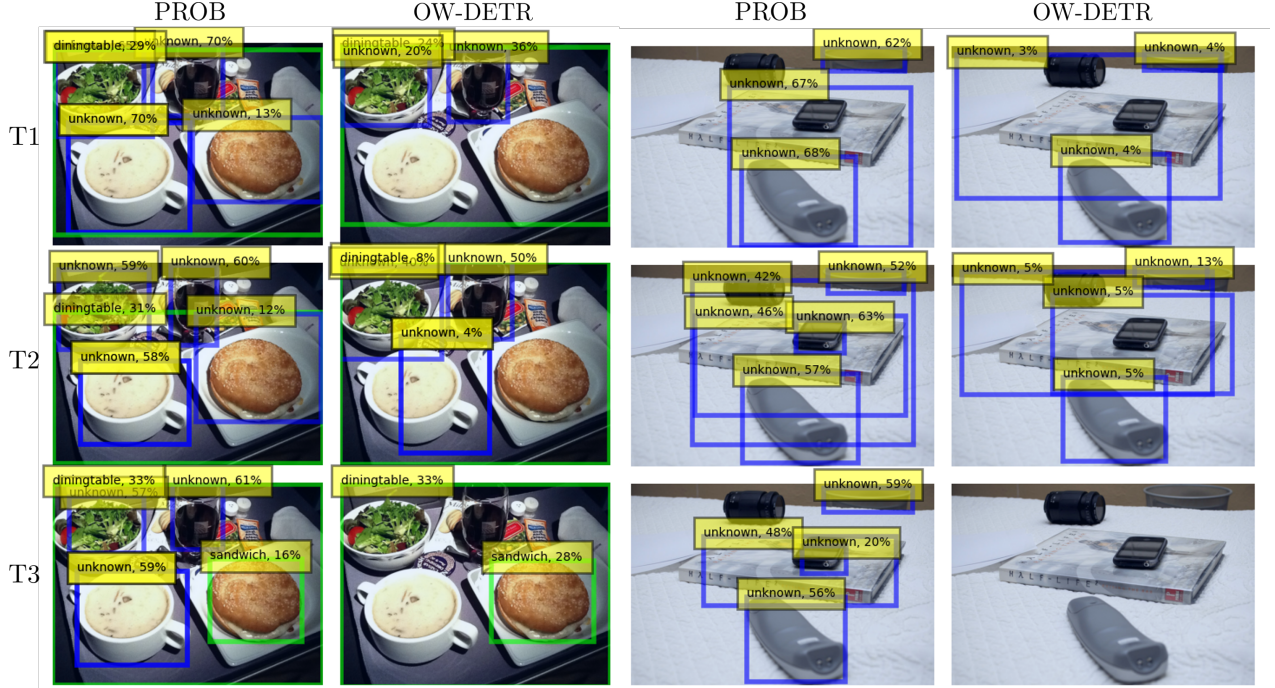 PROB OW-DETR PROB OW-DETR
T1
diningtable, 29% unknown, 70%
unknown, 70%
unknown, 13%
diningtable, 24%
unknown, 20%
unknown, 36%
unknown, 62%
unknown, 67%
unknown, 68%
unknown, 3%
unknown, 4%
unknown, 4%
T2
unknown, 59%
unknown, 60%
diningtable, 31%
unknown, 12%
unknown, 58%
diningtable, 8%
unknown, 50%
unknown, 4%
unknown, 42%
unknown, 52%
unknown, 46%
unknown, 63%
unknown, 57%
unknown, 5%
unknown, 13%
unknown, 5%
unknown, 5%
T3
diningtable, 33%
unknown, 61%
unknown, 57%
unknown, 59%
sandwich, 16%
diningtable, 33%
sandwich, 28%
unknown, 59%
unknown, 48%
unknown, 20%
unknown, 56%